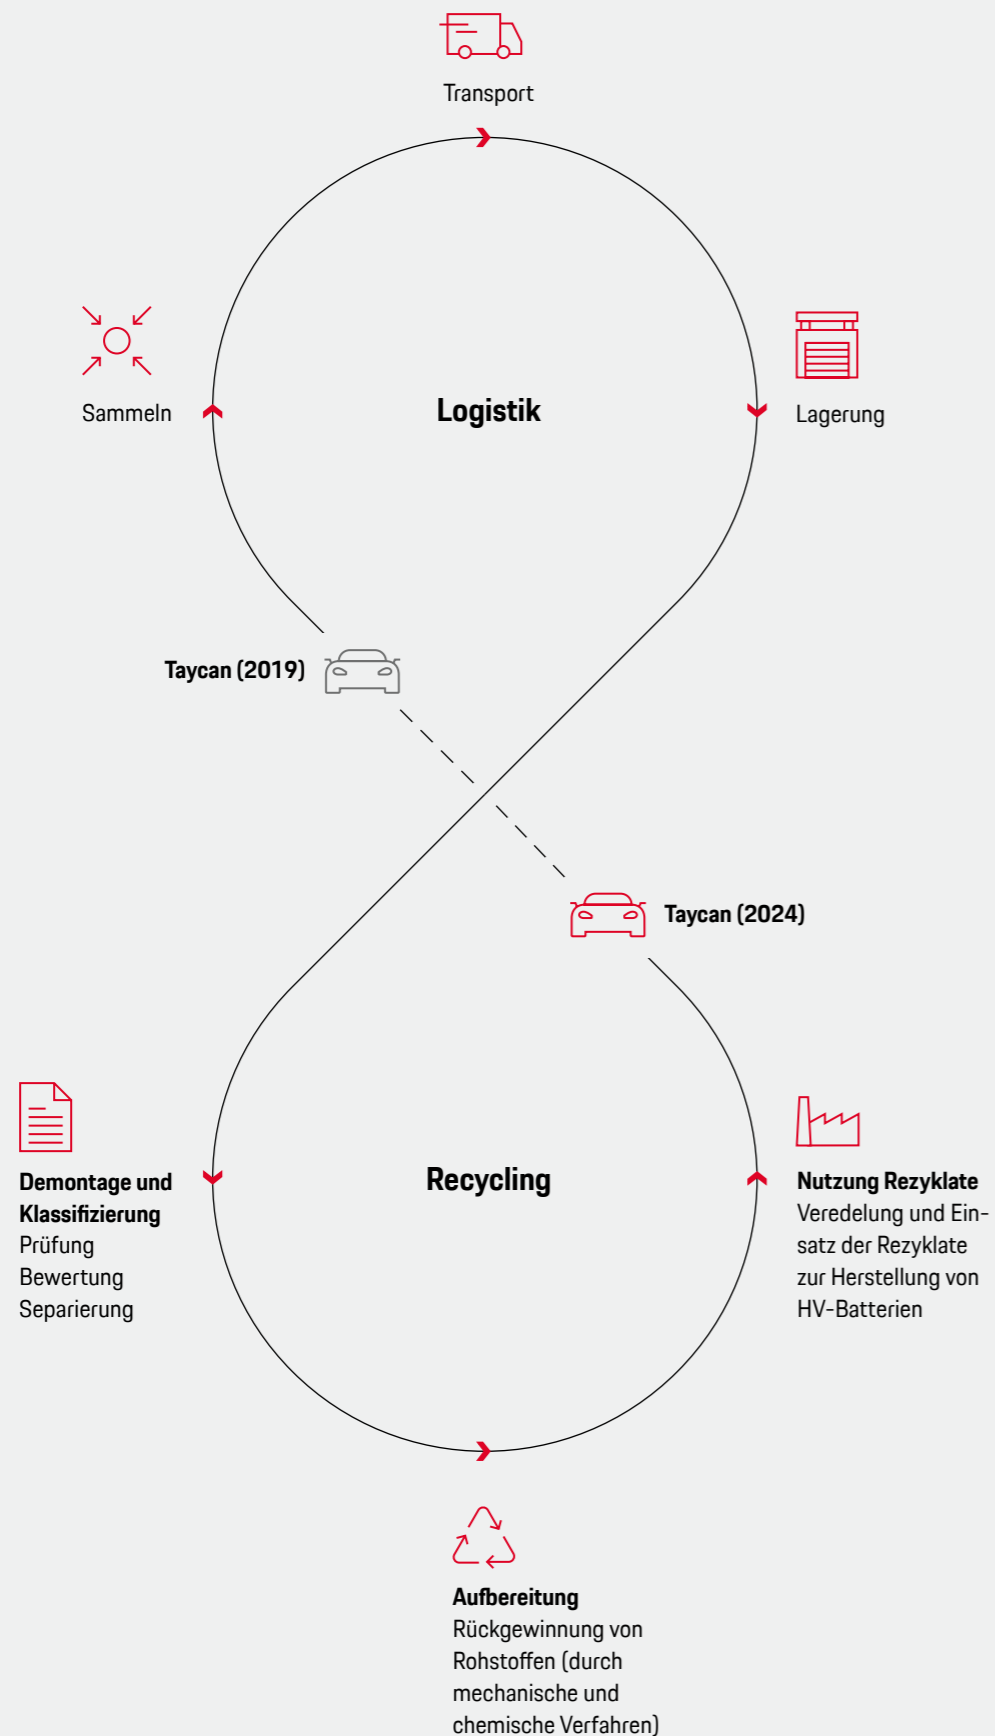 Transport
Sammeln
Logistik
Lagerung
Taycan (2019)
Taycan (2024)
Demontage und
Klassifizierung
Prüfung
Bewertung
Separierung
Recycling
Nutzung Rezyklate
Veredelung und Ein-
satz der Rezyklate
zur Herstellung von
HV-Batterien
Aufbereitung
Rückgewinnung von
Rohstoffen (durch
mechanische und
chemische Verfahren)